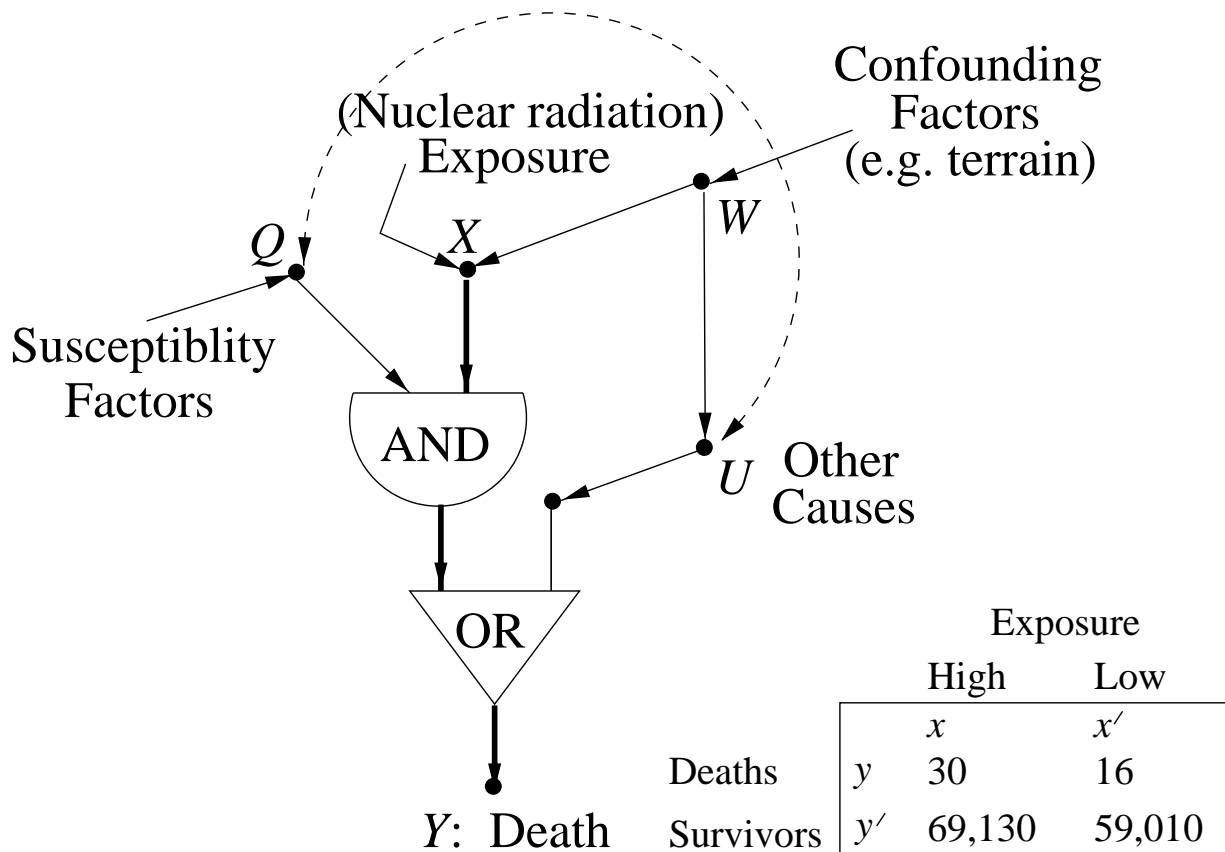 Confounding
Factors
(e.g. terrain)
(Nuclear radiation)
Exposure
W
Q
X
Susceptiblity
Factors
AND
U
Other
Causes
OR
Exposure
High Low
x x′
Deaths y 30 16
Survivors y′ 69,130 59,010
Y: Death